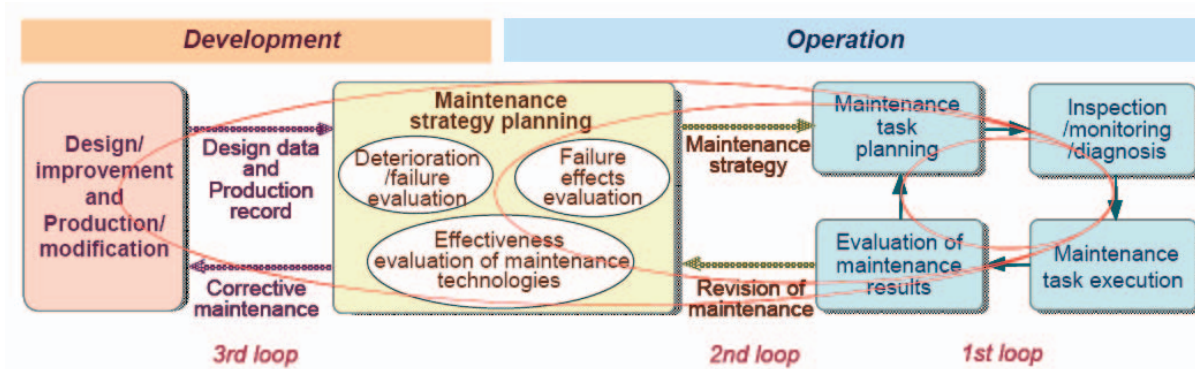 Development
Operation
Design/
improvement
and
Production/
modification
Design data
and
Production
record
Corrective
maintenance
Maintenance
strategy planning
Deterioration
/failure
evaluation
Failure
effects
evaluation
Effectiveness
evaluation of maintenance
technologies
Maintenance
strategy
Revision of
maintenance
Maintenance
task
planning
Inspection
/monitoring
/diagnosis
Evaluation of
maintenance
results
Maintenance
task execution
3rd loop
2nd loop
1st loop